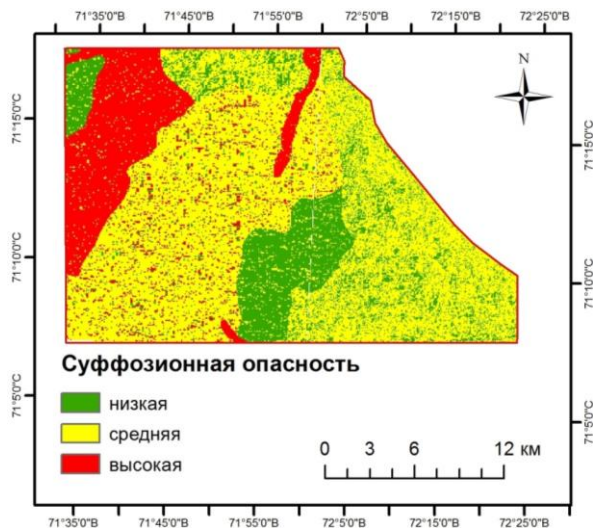 71°35'0"В 71°45'0"В 71°55'0"В 72°5'0"В 72°15'0"В 72°25'0"В
N
71°15'0"С 71°15'0"С
71°10'0"С 71°10'0"С
71°5'0"С 71°5'0"С
Суффозионная опасность
низкая
средняя
высокая
0 3 6 12 км
71°35'0"В 71°45'0"В 71°55'0"В 72°5'0"В 72°15'0"В 72°25'0"В